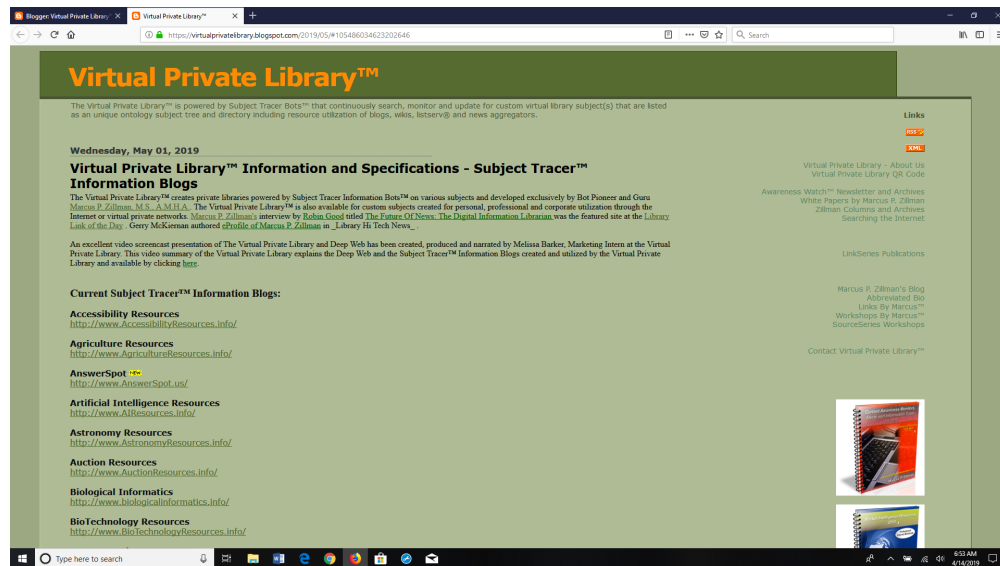 Blogger: Virtual Private Library
Virtual Private Library™
https://virtualprivatelibrary.blogspot.com/2019/05/#105486034623202646
Search
Virtual Private Library™
The Virtual Private Library™ is powered by Subject Tracer Bots™ that continuously search, monitor and update for custom virtual library subject(s) that are listed
as an unique ontology subject tree and directory including resource utilization of blogs, wikis, listserv® and news aggregators.
Wednesday, May 01, 2019
Virtual Private Library™ Information and Specifications - Subject Tracer™
Information Blogs
The Virtual Private Library™ creates private libraries powered by Subject Tracer Information Bots™ on various subjects and developed exclusively by Bot Pioneer and Guru
Marcus P. Zillman, M.S., A.M.H.A.. The Virtual Private Library™ is also available for custom subjects created for personal, professional and corporate utilization through the
Internet or virtual private networks. Marcus P. Zillman's interview by Robin Good titled The Future Of News: The Digital Information Librarian was the featured site at the Library
Link of the Day . Gerry McKiernan authored eProfile of Marcus P. Zillman in _Library Hi Tech News_ .
An excellent video screencast presentation of The Virtual Private Library and Deep Web has been created, produced and narrated by Melissa Barker, Marketing Intern at the Virtual
Private Library. This video summary of the Virtual Private Library explains the Deep Web and the Subject Tracer™ Information Blogs created and utilized by the Virtual Private
Library and available by clicking here.
Current Subject Tracer™ Information Blogs:
Accessibility Resources
http://www.AccessibilityResources.info/
Agriculture Resources
http://www.AgricultureResources.info/
AnswerSpot NEW
http://www.AnswerSpot.us/
Artificial Intelligence Resources
http://www.AIResources.info/
Astronomy Resources
http://www.AstronomyResources.info/
Auction Resources
http://www.AuctionResources.info/
Biological Informatics
http://www.biologicalinformatics.info/
BioTechnology Resources
http://www.BioTechnologyResources.info/
Links
RSS
XML
Virtual Private Library - About Us
Virtual Private Library QR Code
Awareness Watch™ Newsletter and Archives
White Papers by Marcus P. Zillman
Zillman Columns and Archives
Searching the Internet
LinkSeries Publications
Marcus P. Zillman's Blog
Abbreviated Bio
Links By Marcus™
Workshops By Marcus™
SourceSeries Workshops
Contact Virtual Private Library™
Type here to search
6:53 AM
4/14/2019